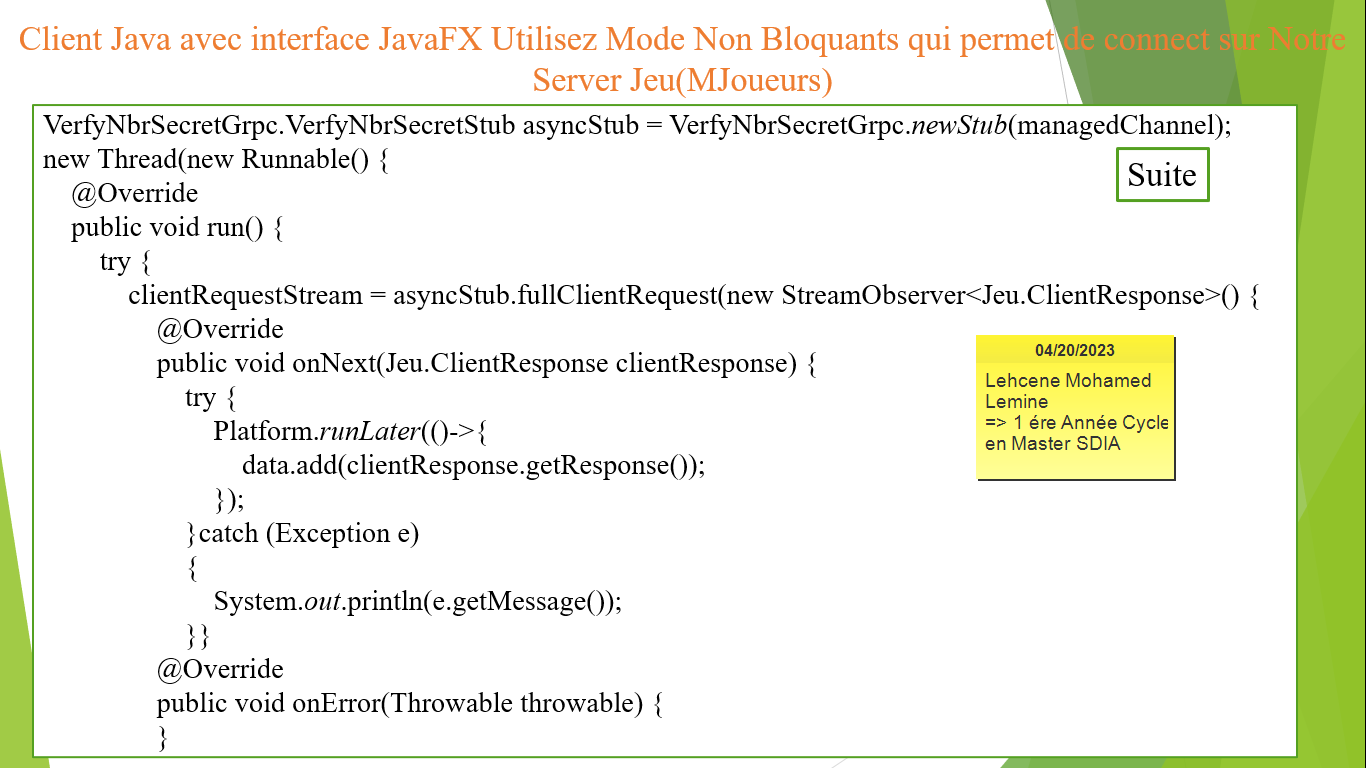 Client Java avec interface JavaFX Utilisez Mode Non Bloquants qui permet de connect sur Notre
Server Jeu(MJoueurs)
VerfyNbrSecretGrpc.VerfyNbrSecretStub asyncStub = VerfyNbrSecretGrpc.newStub(managedChannel);
new Thread(new Runnable() {
Suite
@Override
public void run() {
try {
clientRequestStream = asyncStub.fullClientRequest(new StreamObserver<Jeu.ClientResponse>() {
@Override
public void onNext(Jeu.ClientResponse clientResponse) {
try {
Platform.runLater(()->{
data.add(clientResponse.getResponse());
});
}catch (Exception e)
{
System.out.println(e.getMessage());
}}
@Override
public void onError(Throwable throwable) {
}
04/20/2023
Lehcene Mohamed
Lemine
=> 1 ére Année Cycle
en Master SDIA